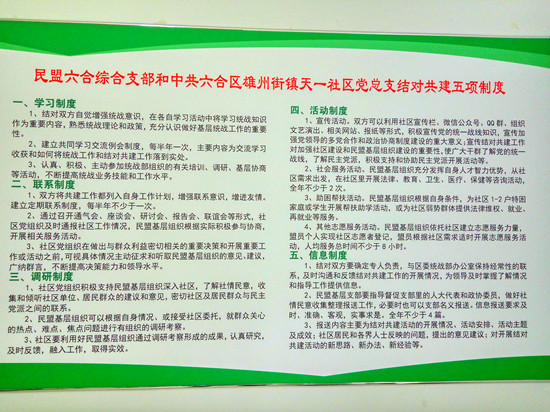 民盟六合综合支部和中共六合区雄州街镇天一社区党总支结对共建五项制度
一、学习制度
1、结对双方自觉增强统战意识，在各自学习活动中将学习统战知识
作为重要内容，熟悉统战理论和政策，充分认识做好基层统战工作的重要
性。
2、建立共同学习交流例会制度，每半年一次，主要内容为交流学习
收获和如何将统战工作和结对共建工作落到实处。
3、认真、积极、主动参加统战部组织的有关培训、调研、基层协商
等活动，不断提高统战业务技能和工作水平。
二、联系制度
1、双方将共建工作都列入自身工作计划，增强联系意识，增进友情。
建立定期联系制度，每半年不少于一次。
2、通过召开通气会、座谈会、研讨会、报告会、联谊会等形式，社
区党组织及时通报社区工作情况，民盟基层组织根据实际积极参与协商，
开展相关服务活动。
3、社区党组织在做出与群众利益密切相关的重要决策和开展重要工
作或活动之前，可视具体情况主动征求和听取民盟基层组织的意见、建议，
广纳群言，不断提高决策能力和领导水平。
三、调研制度
1、社区党组织积极支持民盟基层组织深入社区，了解社情民意，收
集和倾听社区单位、居民群众的建议和意见，密切社区及居民群众与民主
党派之间的联系。
2、民盟基层组织可以根据自身情况、或接受社区委托，就群众关心
的热点、难点、焦点问题进行有组织的调研考察。
3、社区要利用好民盟基层组织通过调研考察形成的成果，认真研究，
及时反馈，融入工作，取得实效。
四、活动制度
1、宣传活动。双方可以利用社区宣传栏、微信公众号、QQ群、组织
文艺演出、相关网站、报纸等形式，积极宣传党的统一战线知识，宣传加
强党领导的多党合作和政治协商制度建设的重大意义；宣传结对共建工作
对加强社区建设和民盟基层组织建设的重要性，使广大干群了解党的统一
战线，了解民主党派，积极支持和协助民主党派开展活动等。
2、社会服务活动。民盟基层组织充分发挥自身人才智力优势，从社
区需求出发，在社区里开展法律、教育、卫生、医疗、保健等咨询活动，
全年不少于2次。
3、助困帮扶活动。民盟基层组织根据自身条件，为社区1-2户特困
家庭或学生开展帮扶助学活动，或为社区弱势群体提供法律维权、就业、
再就业等服务。
4、其他志愿服务活动。民盟基层组织依托社区建立志愿服务力量，
盟员个人实现社区志愿者登记，盟员根据社区需求适时开展志愿服务活
动，人均服务总时间不少于8小时。
五、信息制度
1、结对双方要确定专人负责，与区委统战部办公室保持经常性的联
系，及时沟通与反馈结对共建工作的开展情况，为领导及时掌握了解情况
和指导工作提供信息。
2、民盟基层支部要指导督促支部里的人大代表和政协委员，做好社
情民意收集整理报送工作，必要时也可以支部名义报送。信息报送要求及
时、准确、客观，实事求是。全年不少于4篇。
3、报送内容主要为结对共建活动的开展情况、活动安排、活动主题
及成效；社区居民和各界人士反映的问题，提出的意见建议；对开展结对
共建活动的新思路、新办法、新经验等。